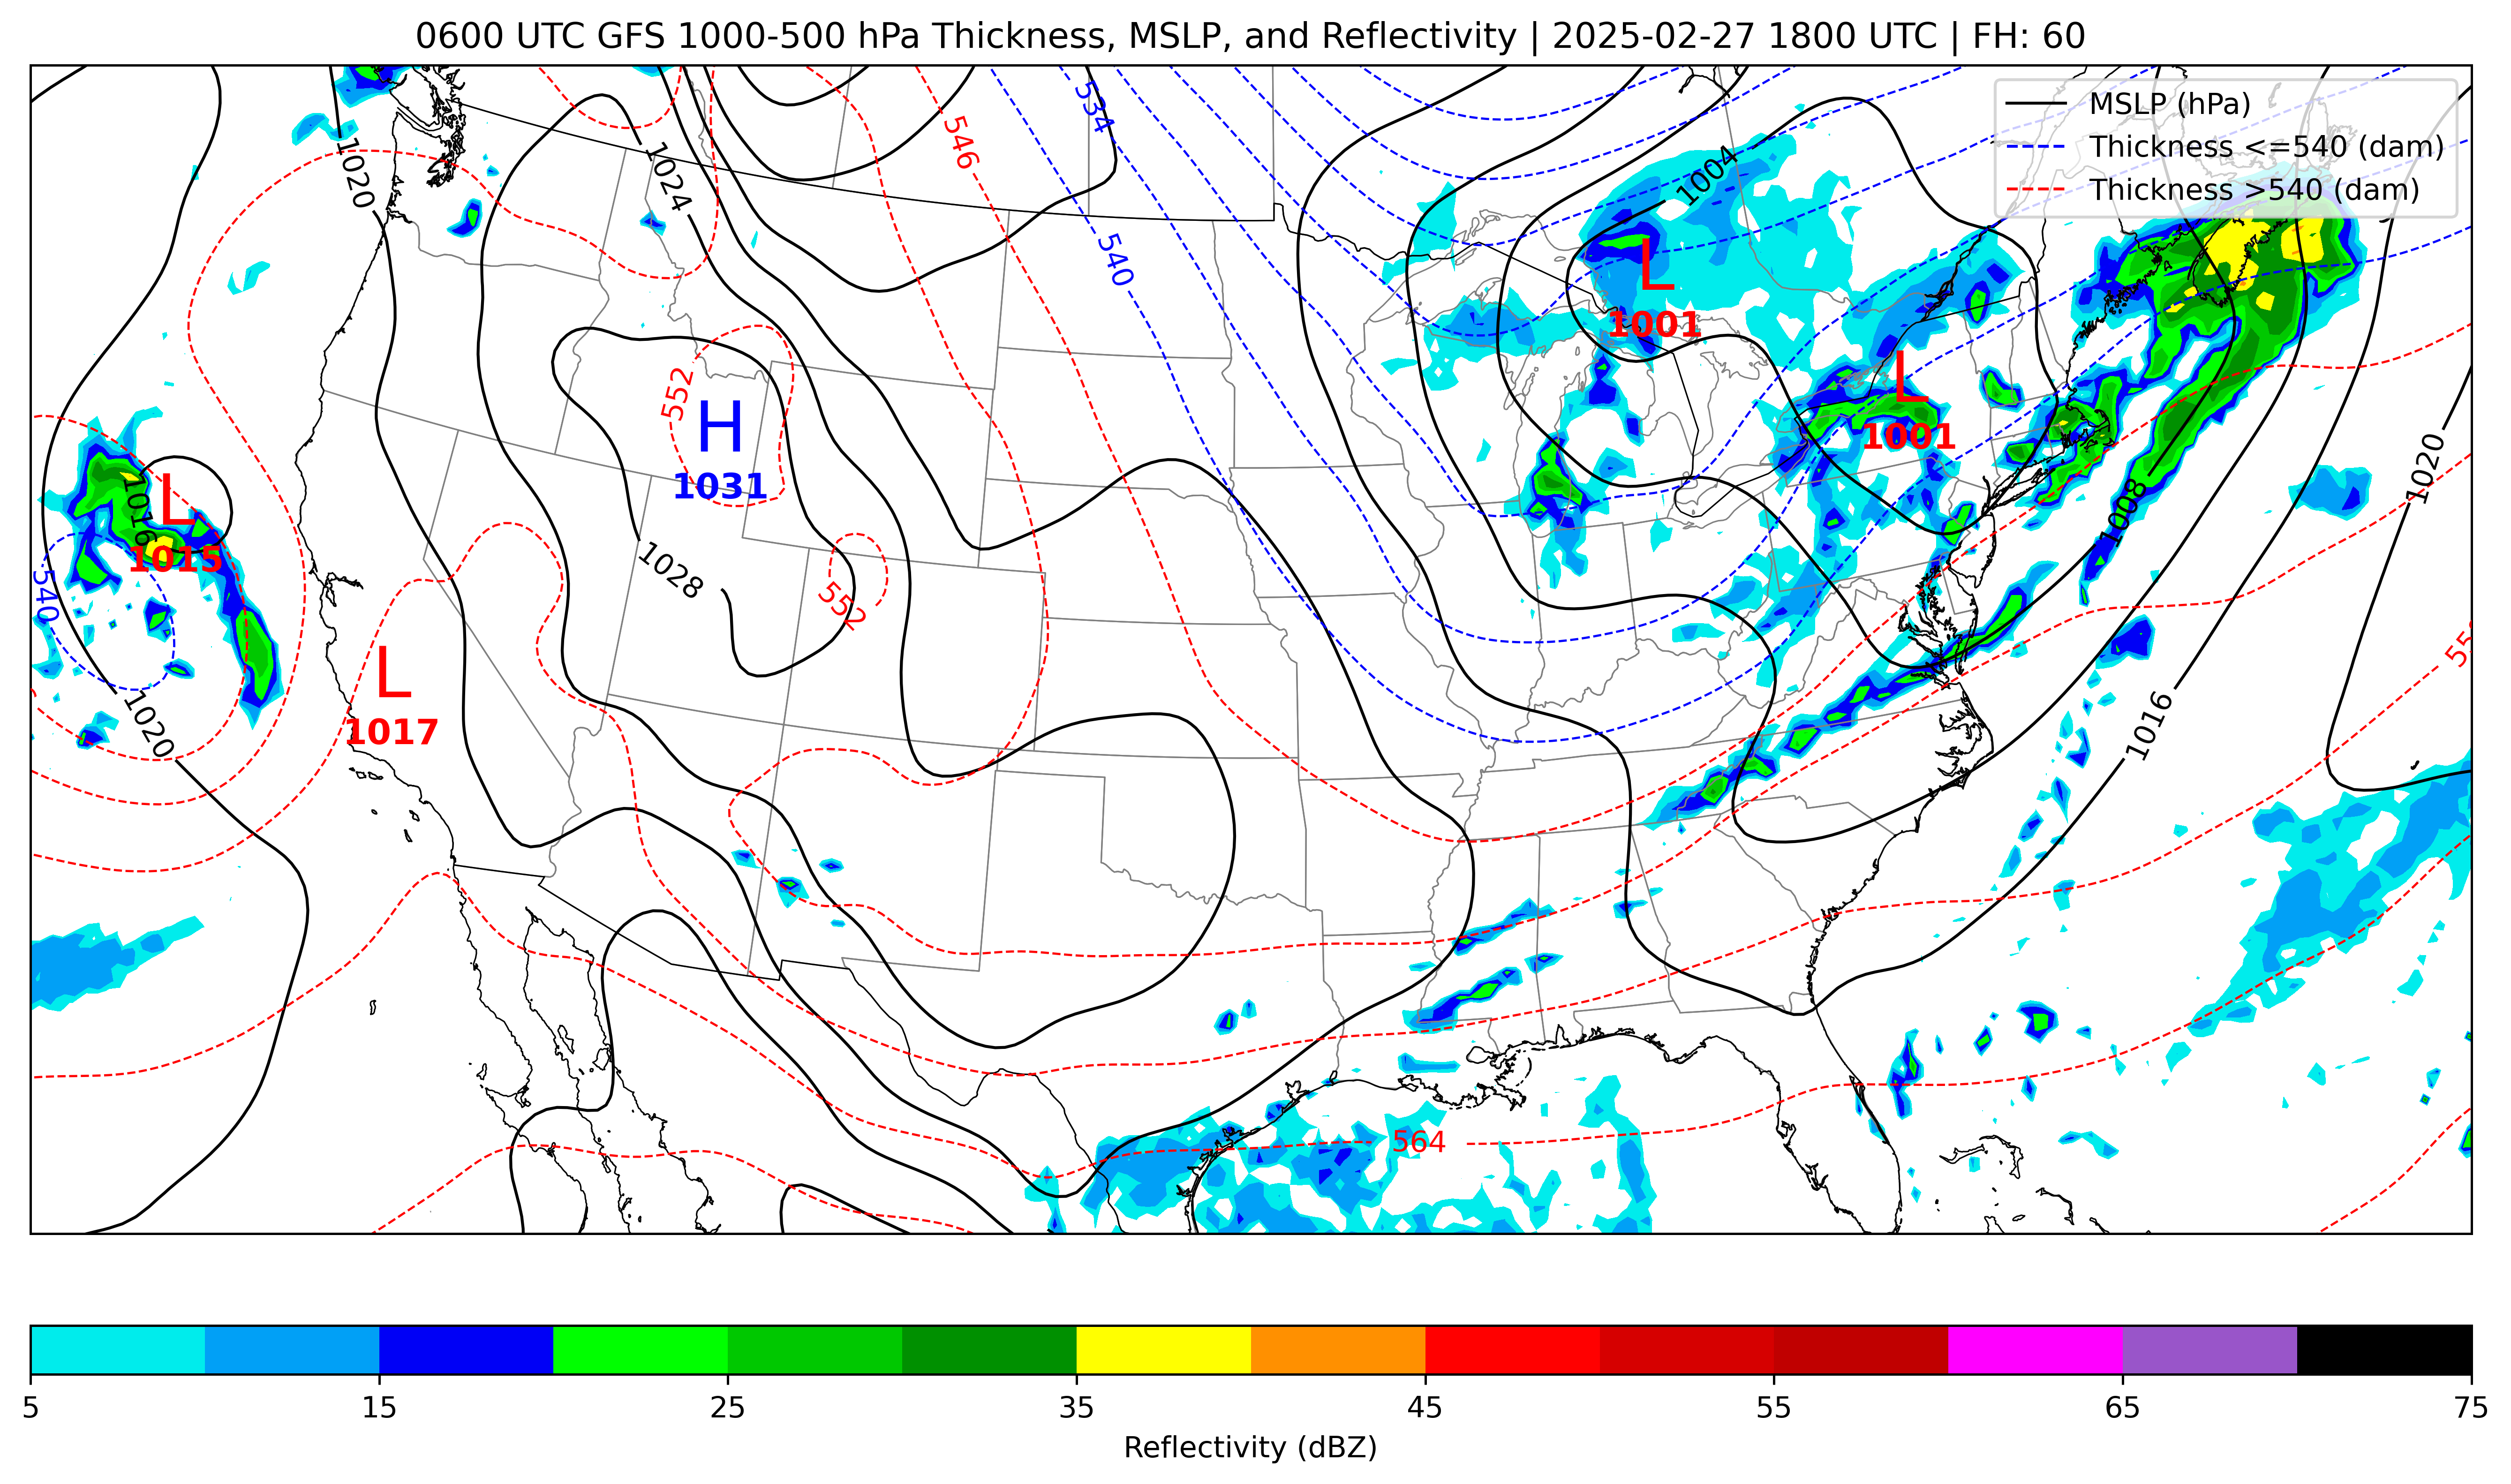 0600 UTC GFS 1000-500 hPa Thickness, MSLP, and Reflectivity | 2025-02-27 1800 UTC | FH: 60
MSLP (hPa)
Thickness <=540 (dam)
Thickness >540 (dam)
534
546
1020
1024
1004
540
L
1001
552
H
1031
L
1001
1020
1016
L
1015
1008
540
1028
552
L
1017
1020
1016
564
5 15 25 35 45 55 65 75
Reflectivity (dBZ)